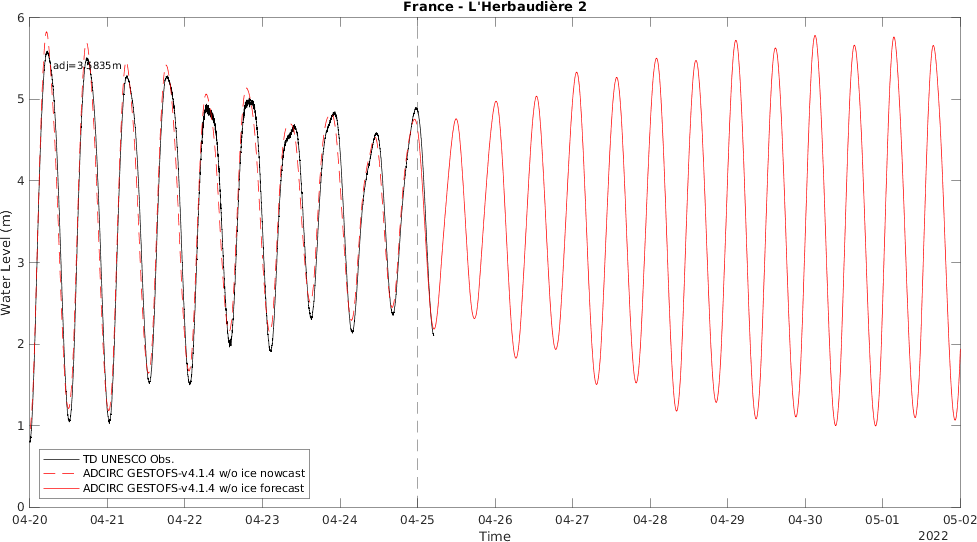 France - L'Herbaudière 2
6
5
4
3
2
1
0
Water Level (m)
adj=3.5835m
TD UNESCO Obs.
ADCIRC GESTOFS-v4.1.4 w/o ice nowcast
ADCIRC GESTOFS-v4.1.4 w/o ice forecast
04-20 04-21 04-22 04-23 04-24 04-25 04-26 04-27 04-28 04-29 04-30 05-01 05-02
Time
2022